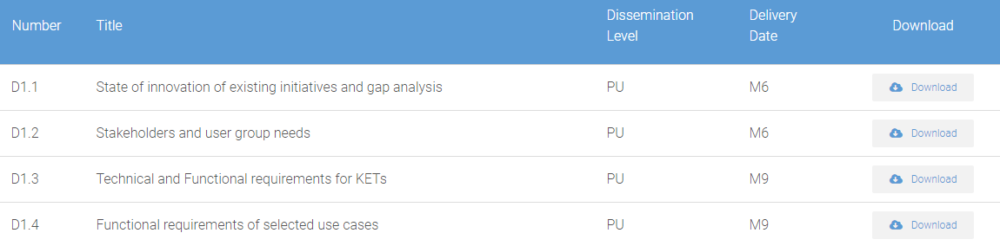 Number Title Dissemination Level Delivery Date Download
D1.1 State of innovation of existing initiatives and gap analysis PU M6 Download
D1.2 Stakeholders and user group needs PU M6 Download
D1.3 Technical and Functional requirements for KETs PU M9 Download
D1.4 Functional requirements of selected use cases PU M9 Download